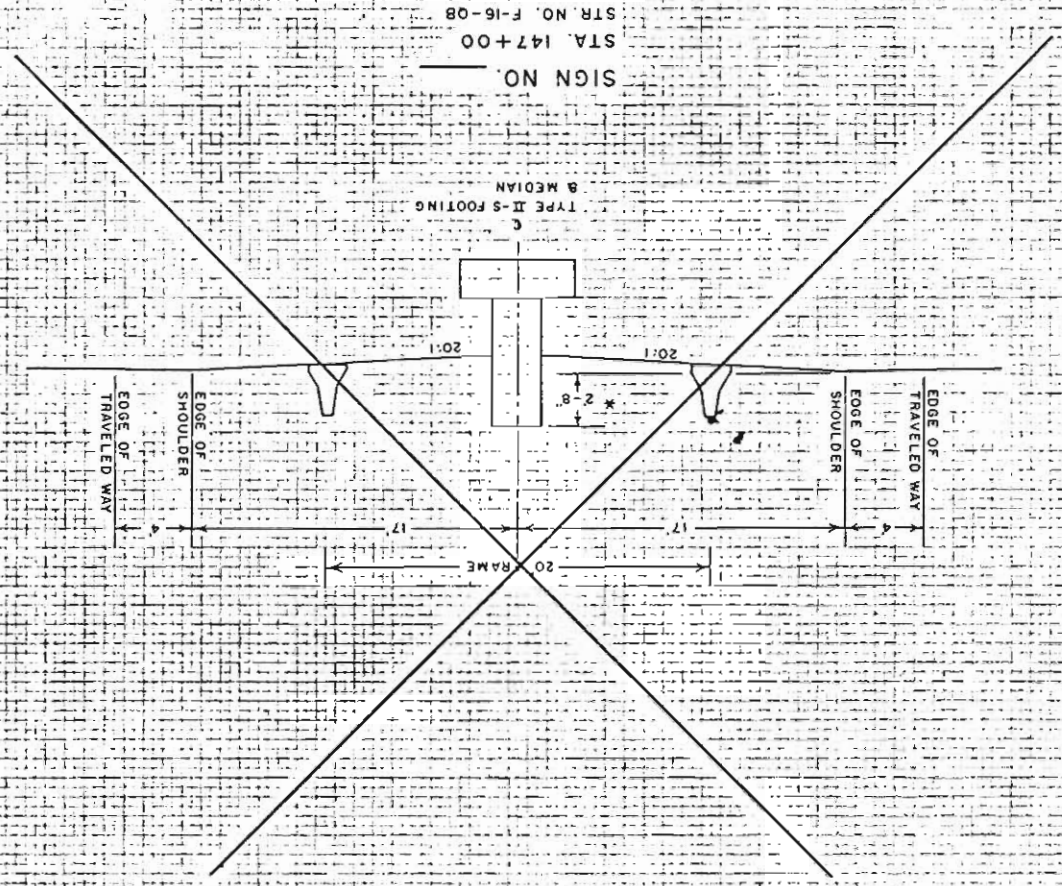 20' FRAME
4' 17' 17' 4'
EDGE OF
TRAVELED WAY
EDGE OF
SHOULDER
EDGE OF
SHOULDER
EDGE OF
TRAVELED WAY
* 2'-8"
20:1
20:1
℄
TYPE II-S FOOTING
& MEDIAN
SIGN NO.
STA. 147+00
STR. NO. F-16-QB